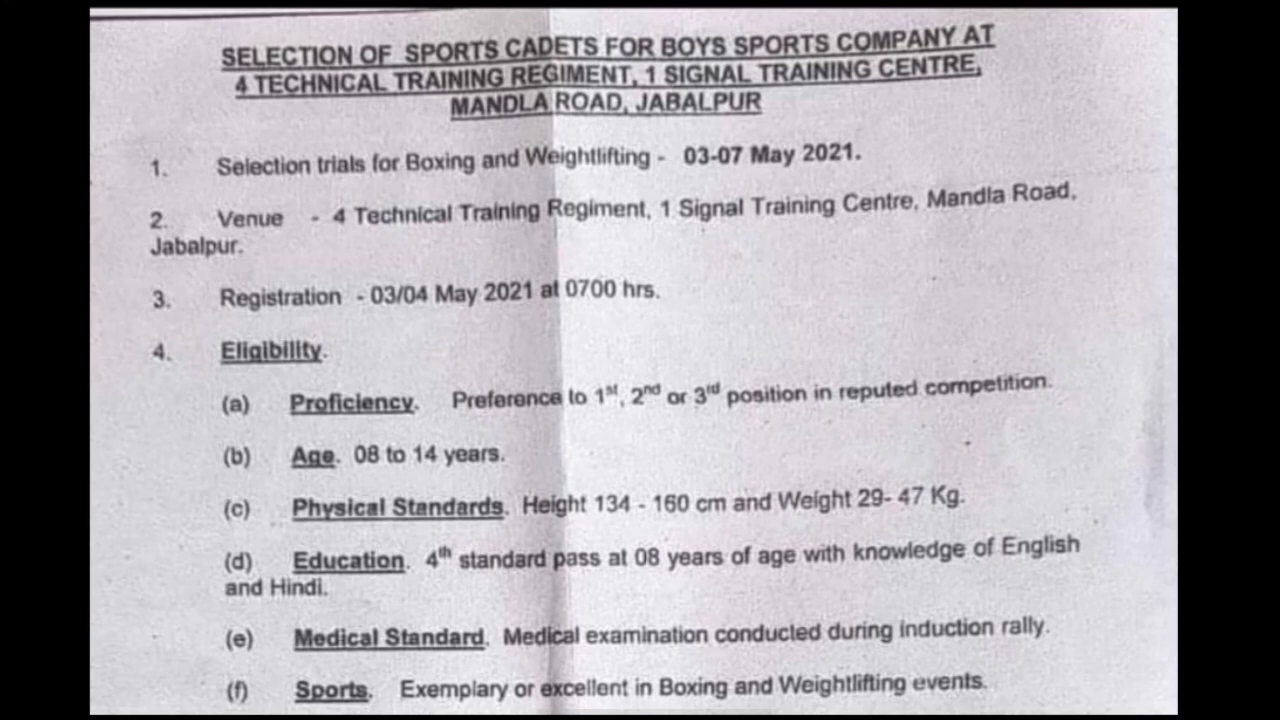 SELECTION OF SPORTS CADETS FOR BOYS SPORTS COMPANY AT
4 TECHNICAL TRAINING REGIMENT, 1 SIGNAL TRAINING CENTRE,
MANDLA ROAD, JABALPUR
1. Selection trials for Boxing and Weightlifting - 03-07 May 2021.
2. Venue - 4 Technical Training Regiment, 1 Signal Training Centre, Mandla Road,
Jabalpur.
3. Registration - 03/04 May 2021 at 0700 hrs.
4. Eligibility.
(a) Proficiency. Preference to 1st, 2nd or 3rd position in reputed competition.
(b) Age. 08 to 14 years.
(c) Physical Standards. Height 134 - 160 cm and Weight 29- 47 Kg.
(d) Education. 4th standard pass at 08 years of age with knowledge of English
and Hindi.
(e) Medical Standard. Medical examination conducted during induction rally.
(f) Sports. Exemplary or excellent in Boxing and Weightlifting events.